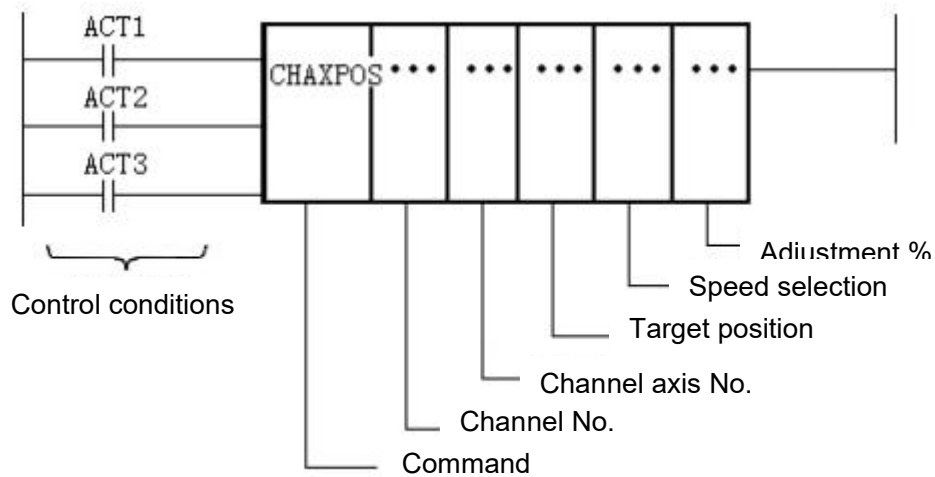 ACT1
CHAXPOS ••• ••• ••• ••• •••
ACT2
ACT3
Control conditions
Adjustment %
Speed selection
Target position
Channel axis No.
Channel No.
Command